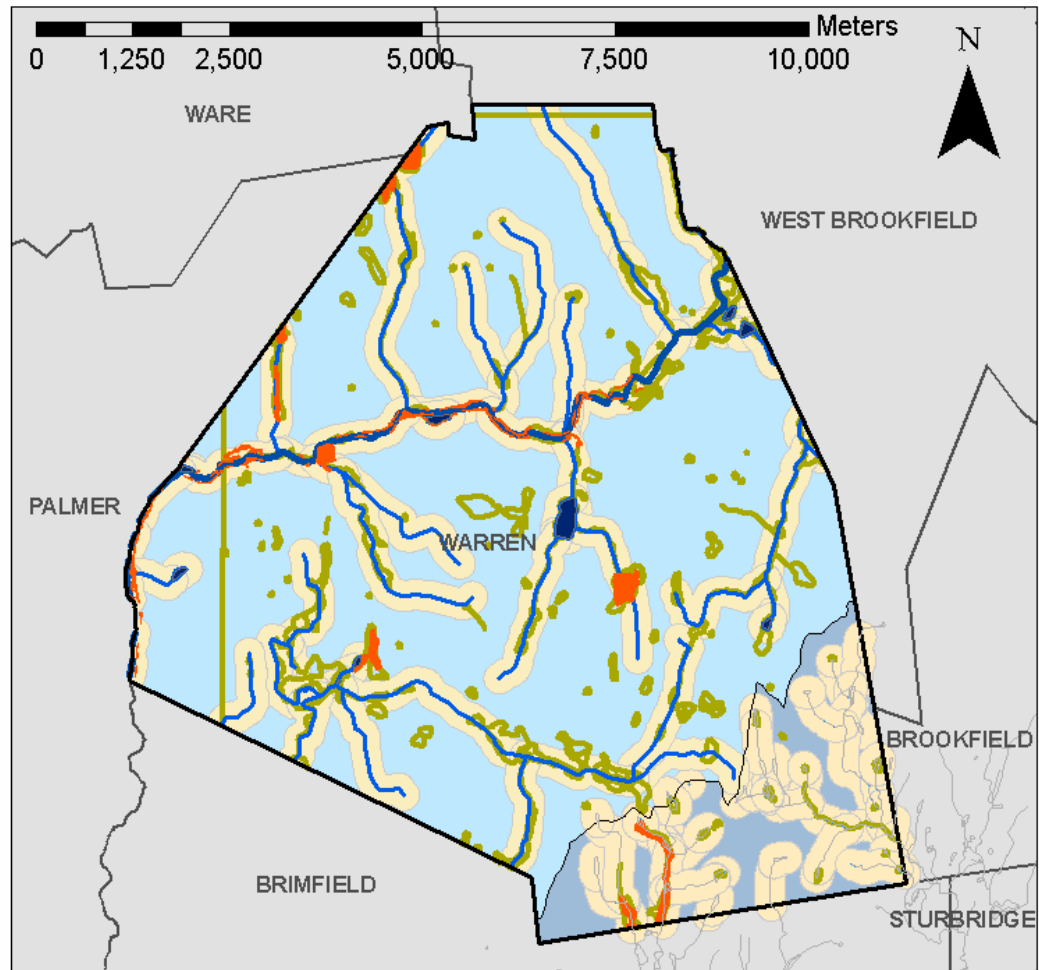 Meters
0 1,250 2,500 5,000 7,500 10,000
N
WARE
WEST BROOKFIELD
PALMER
WARREN
BROOKFIELD
BRIMFIELD
STURBRIDGE